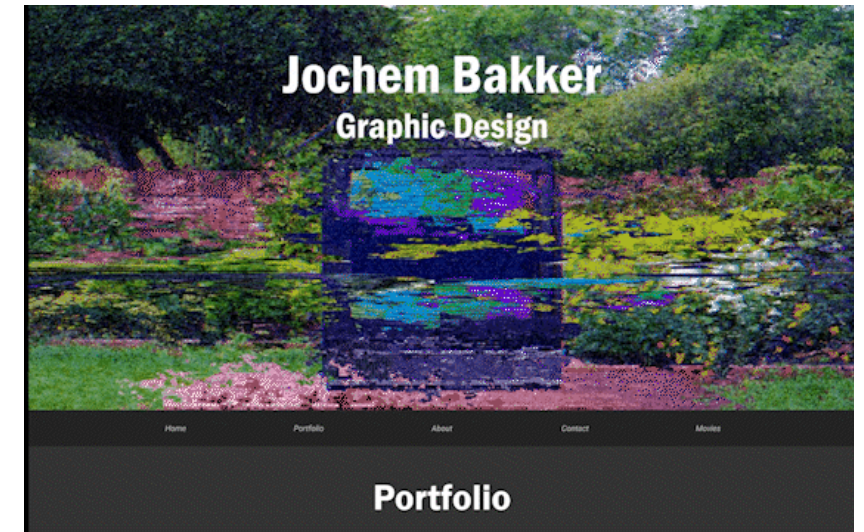 Jochem Bakker
Graphic Design
Home Portfolio About Contact Movies
Portfolio